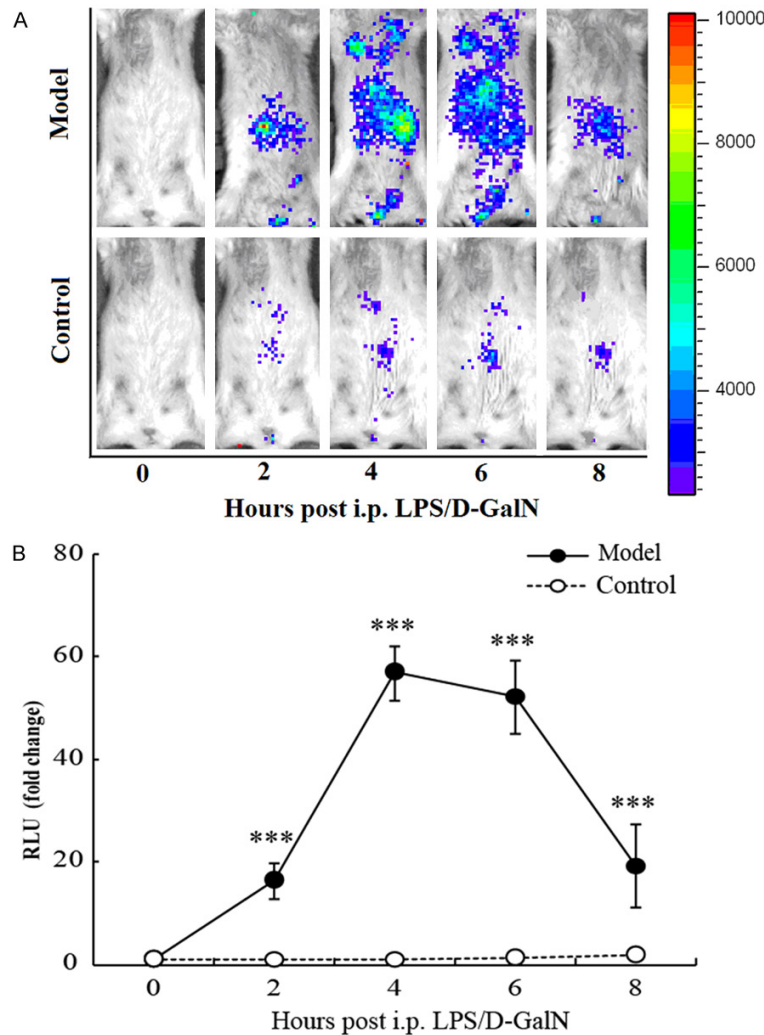 A
Model
Control
10000
8000
6000
4000
0 2 4 6 8
Hours post i.p. LPS/D-GalN
B
Model
Control
RLU (fold change)
80
60
40
20
0
***
***
***
***
0 2 4 6 8
Hours post i.p. LPS/D-GalN